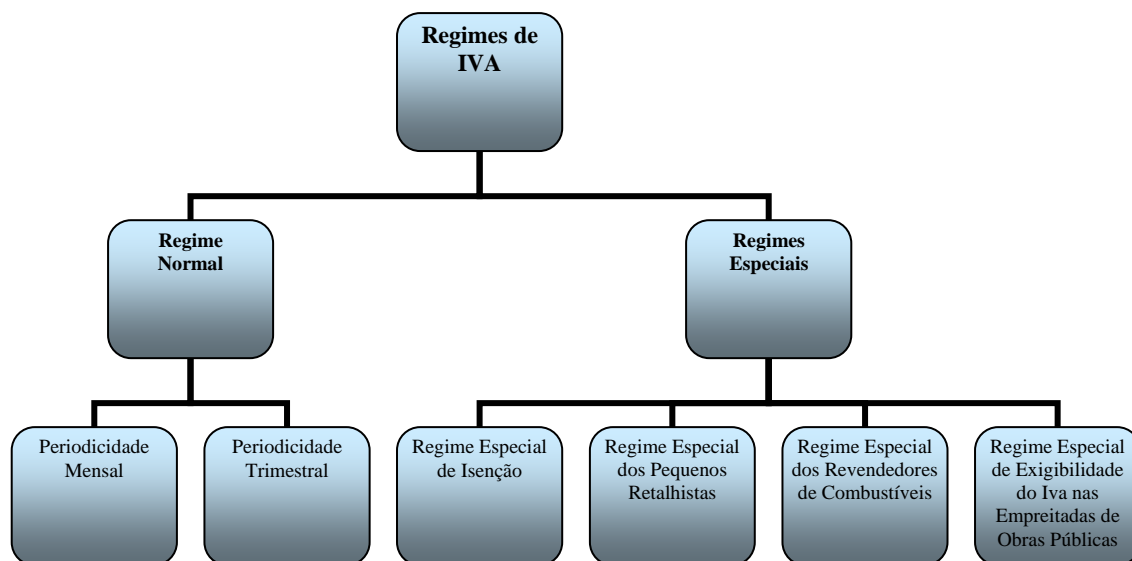 Regimes de
IVA
Regime
Normal
Regimes
Especiais
Periodicidade
Mensal
Periodicidade
Trimestral
Regime Especial
de Isenção
Regime Especial
dos Pequenos
Retalhistas
Regime Especial
dos Revendedores
de Combustíveis
Regime Especial
de Exigibilidade
do Iva nas
Empreitadas de
Obras Públicas